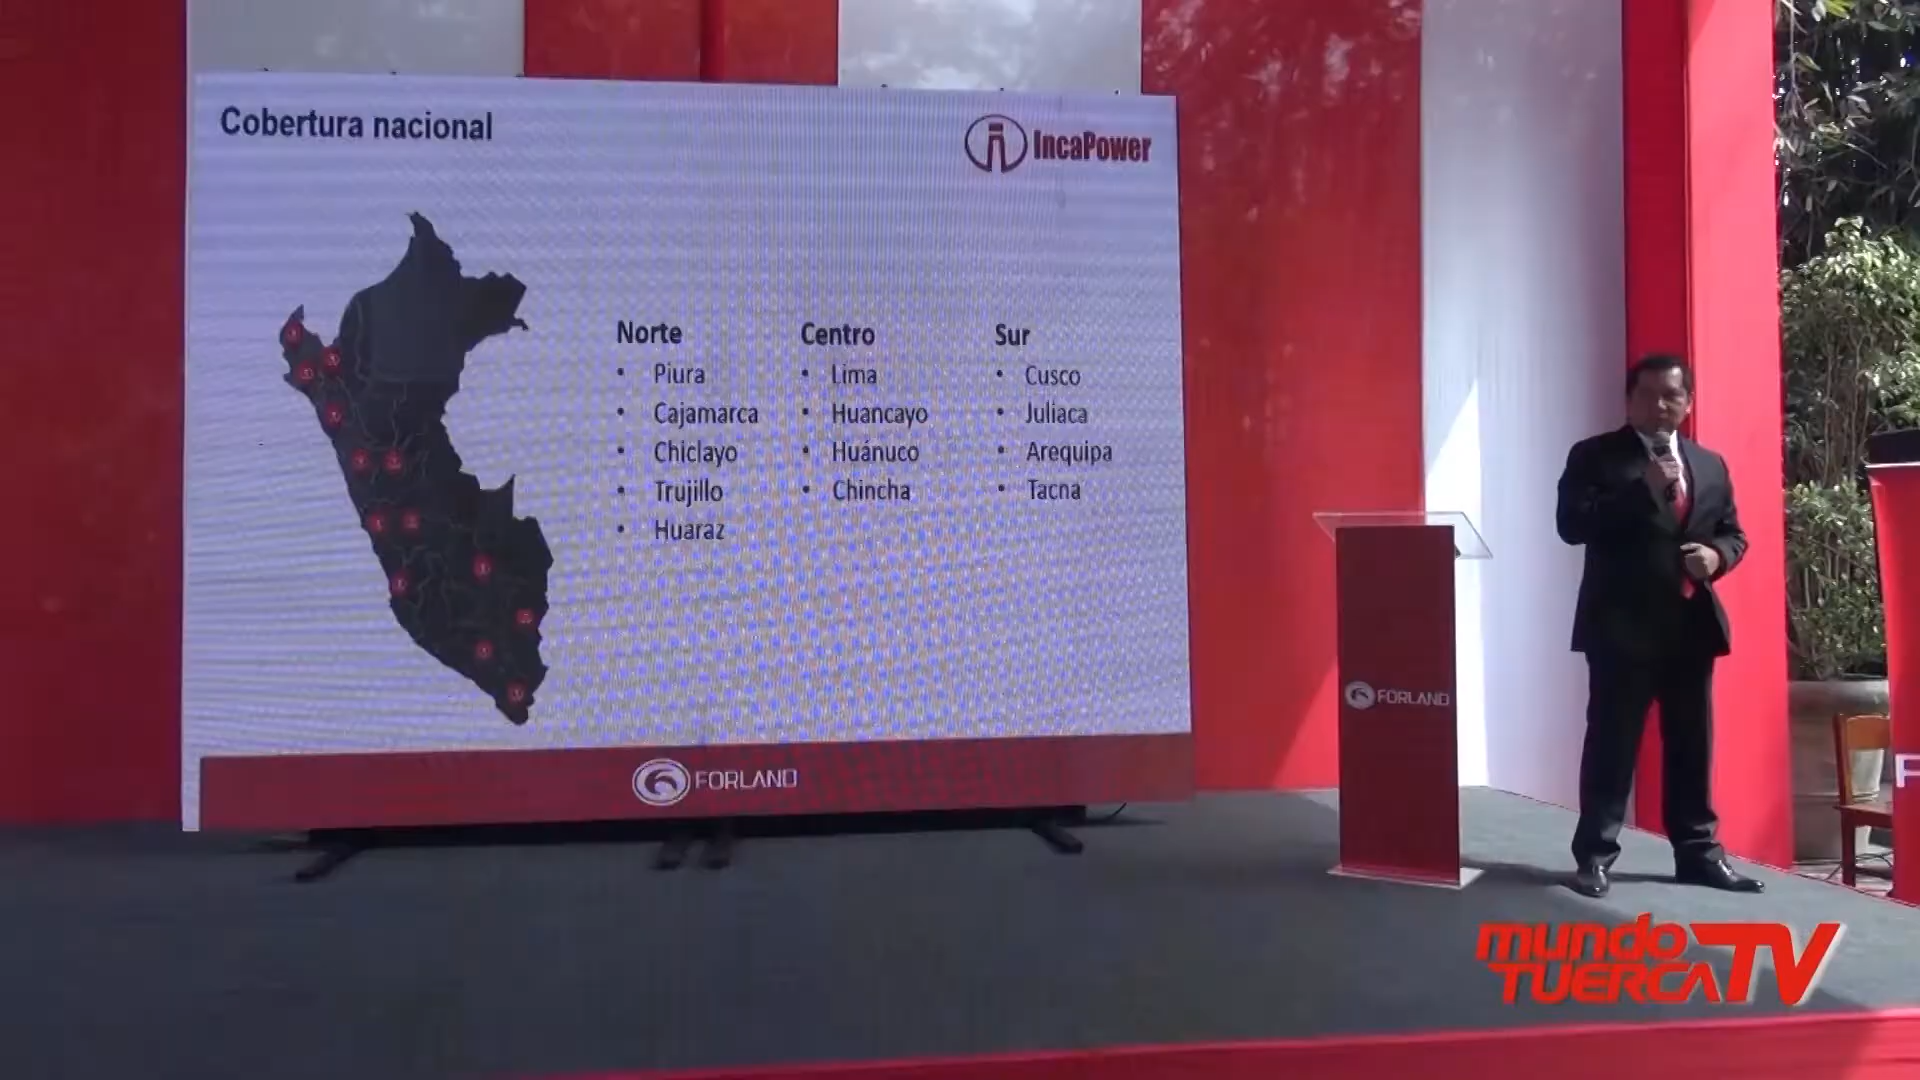 Cobertura nacional
IncaPower
Norte
• Piura
• Cajamarca
• Chiclayo
• Trujillo
• Huaraz
Centro
• Lima
• Huancayo
• Huánuco
• Chincha
Sur
• Cusco
• Juliaca
• Arequipa
• Tacna
FORLAND
FORLAND
F
mundo
TUERCA TV